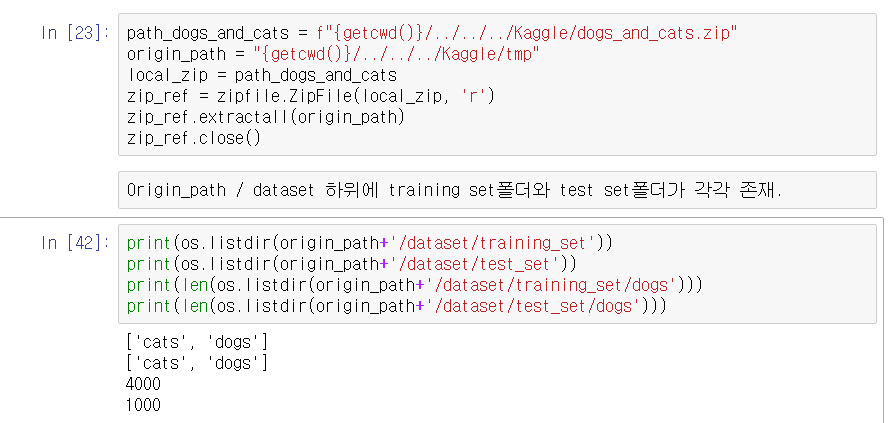 In [23]: path_dogs_and_cats = f"{getcwd()}/../../../Kaggle/dogs_and_cats.zip"
origin_path = "{getcwd()}/../../../Kaggle/tmp"
local_zip = path_dogs_and_cats
zip_ref = zipfile.ZipFile(local_zip, 'r')
zip_ref.extractall(origin_path)
zip_ref.close()
Origin_path / dataset 하위에 training set폴더와 test set폴더가 각각 존재.
In [42]: print(os.listdir(origin_path+'/dataset/training_set'))
print(os.listdir(origin_path+'/dataset/test_set'))
print(len(os.listdir(origin_path+'/dataset/training_set/dogs')))
print(len(os.listdir(origin_path+'/dataset/test_set/dogs')))
['cats', 'dogs']
['cats', 'dogs']
4000
1000